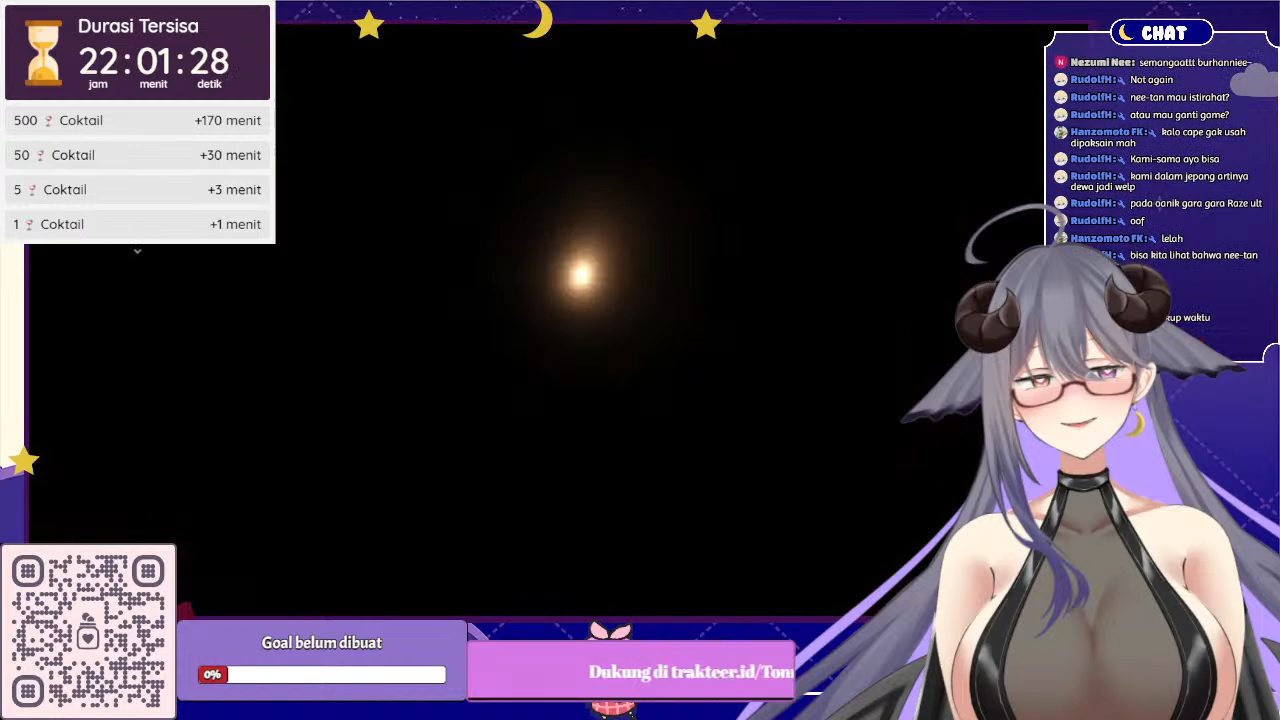 Durasi Tersisa
22:01:28
jam menit detik
500 Coktail +170 menit
50 Coktail +30 menit
5 Coktail +3 menit
1 Coktail +1 menit
CHAT
N Nezumi Nee: semangaattt burhanniee~
RudolfH: Not again
RudolfH: nee-tan mau istirahat?
RudolfH: atau mau ganti game?
Hanzomoto FK: kalo cape gak usah
dipaksain mah
RudolfH: Kami-sama ayo bisa
RudolfH: kami dalam jepang artinya
dewa jadi welp
RudolfH: pada oanik gara gara Raze ult
RudolfH: oof
Hanzomoto FK: lelah
bisa kita lihat bahwa nee-tan
kup waktu
Goal belum dibuat
0%
Dukung di trakteer.id/Tom